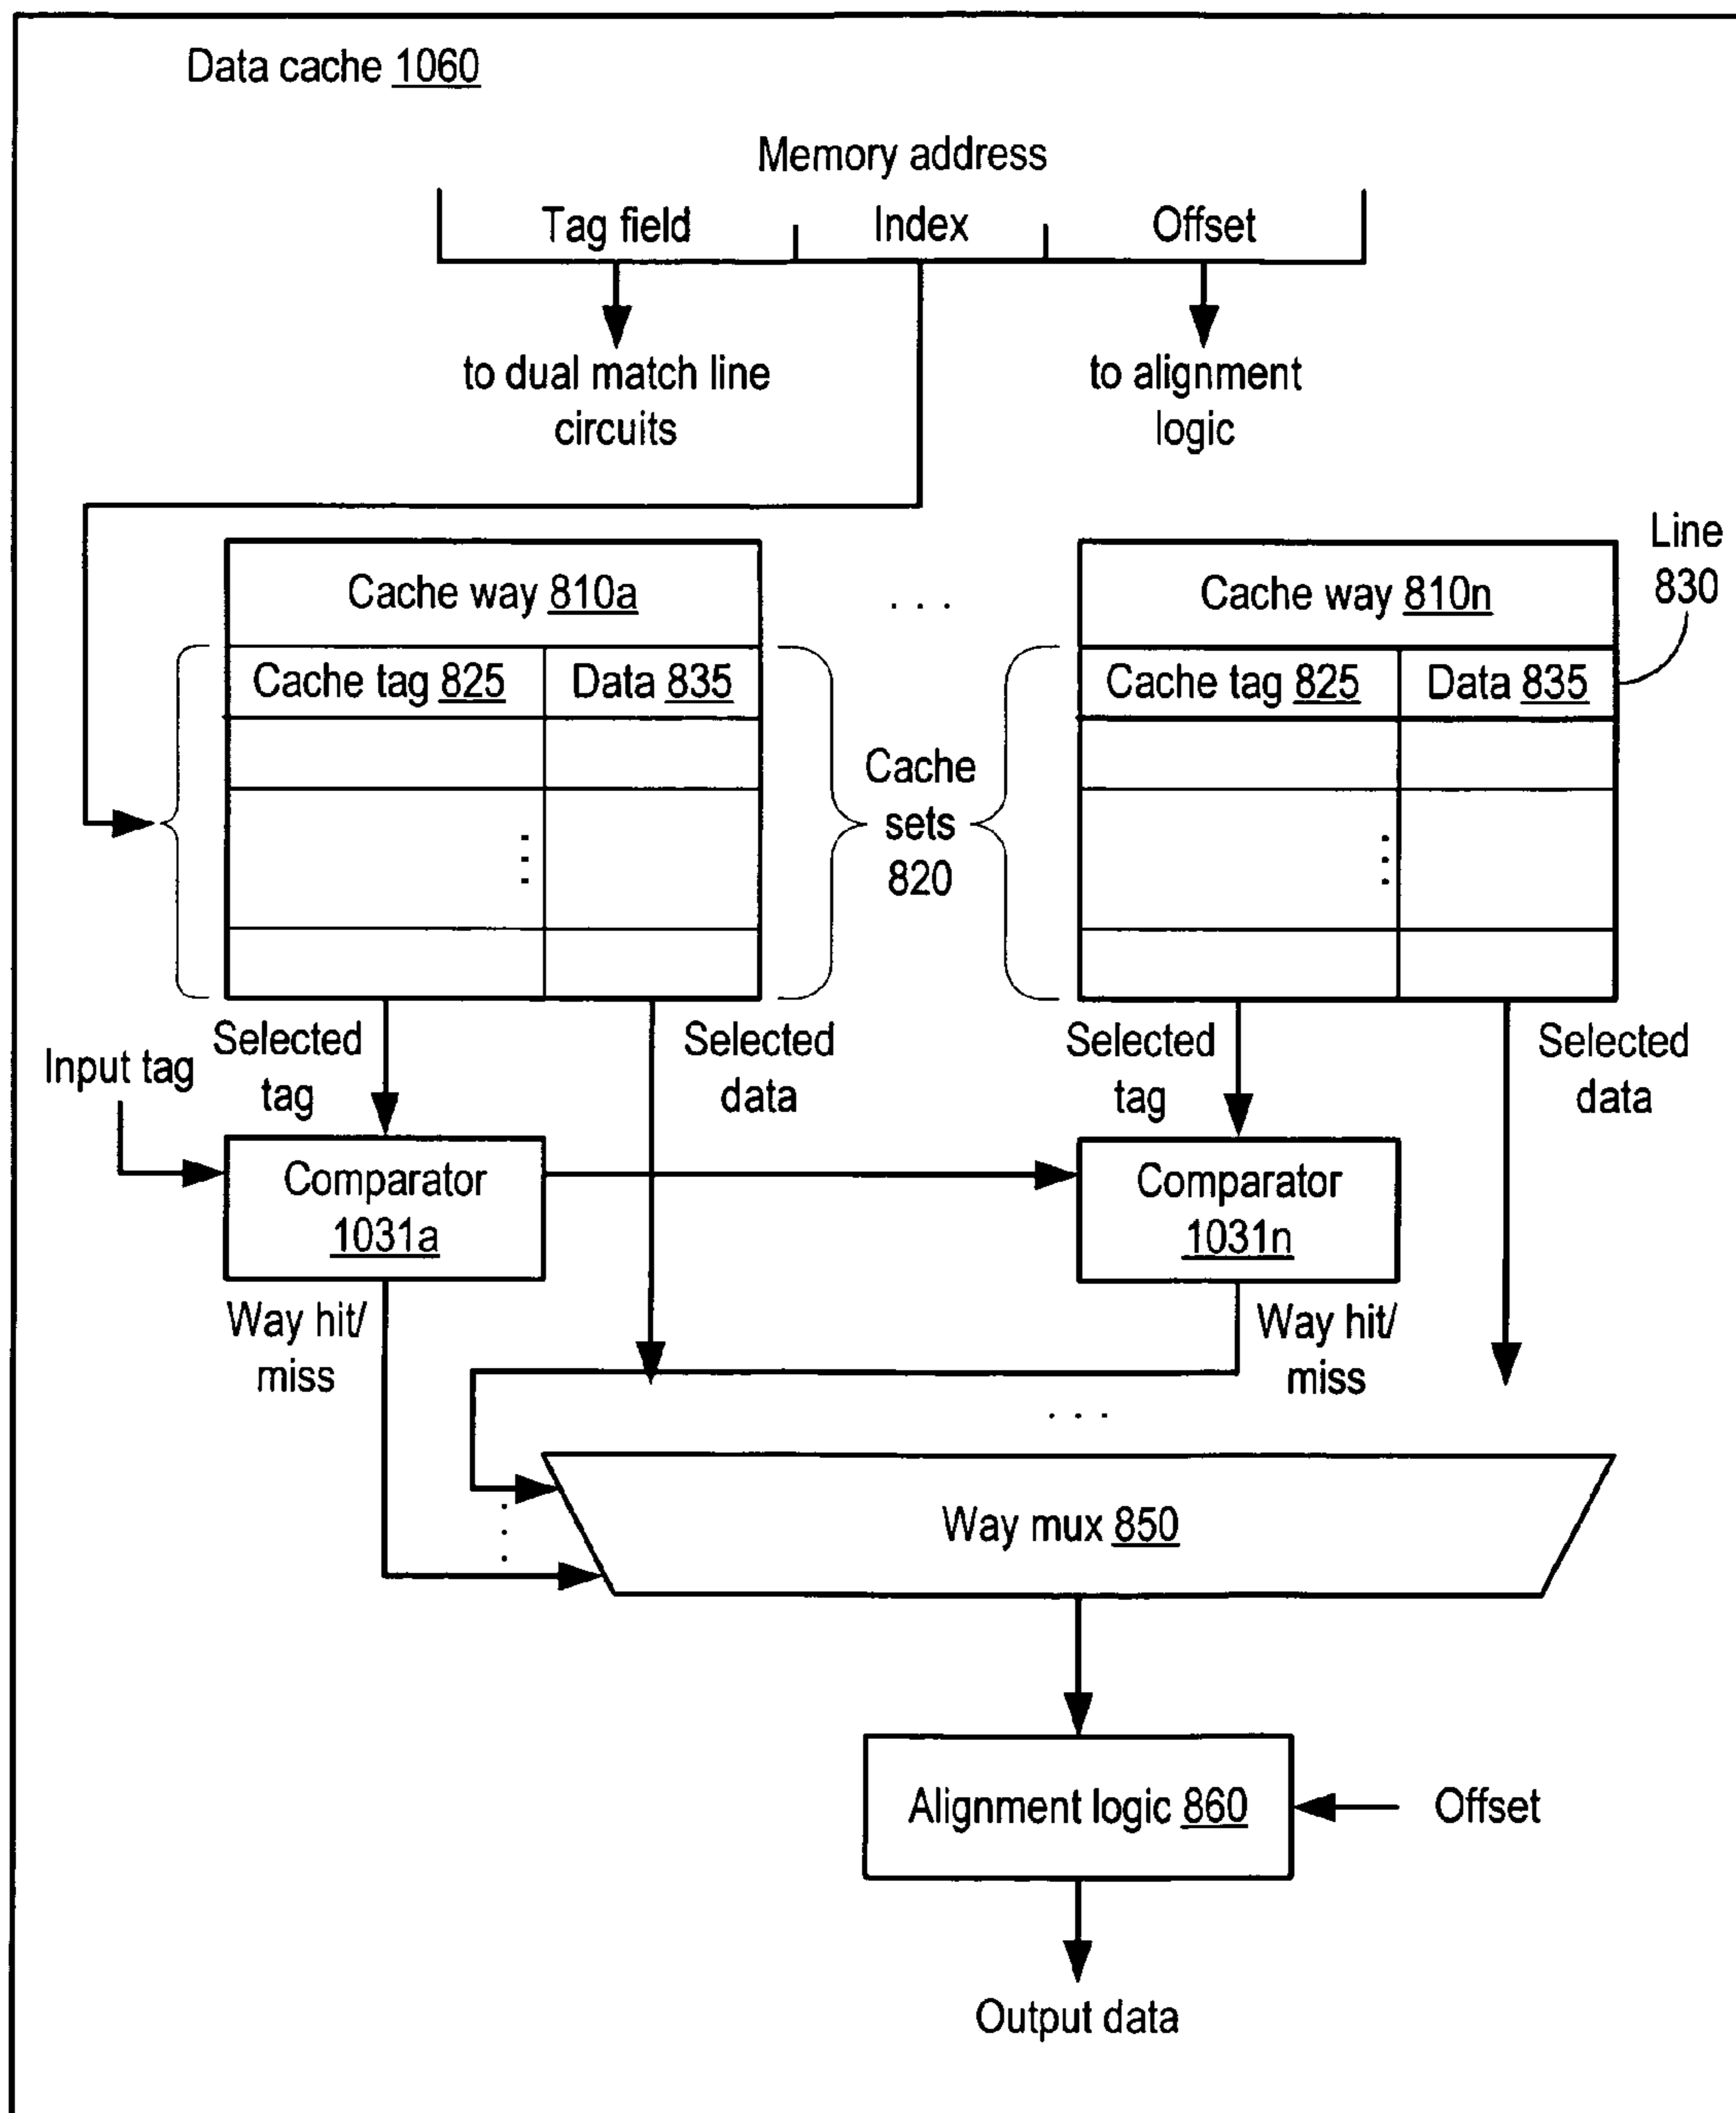 Data cache 1060
Memory address
Tag field Index Offset
to dual match line
circuits
to alignment
logic
Line
830
Cache way 810a
. . .
Cache way 810n
Cache tag 825 Data 835
Cache tag 825 Data 835
Cache
sets
820
Selected
tag
Selected
data
Selected
tag
Selected
data
Input tag
Comparator
1031a
Comparator
1031n
Way hit/
miss
Way hit/
miss
. . .
Way mux 850
Alignment logic 860
Offset
Output data